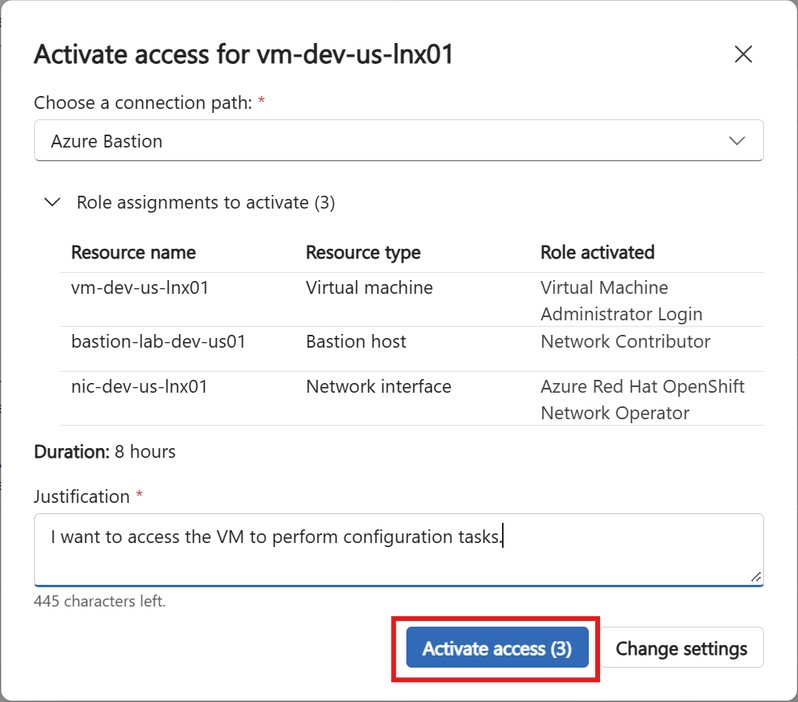 Activate access for vm-dev-us-lnx01
Choose a connection path: *
Azure Bastion
Role assignments to activate (3)
Resource name Resource type Role activated
vm-dev-us-lnx01 Virtual machine Virtual Machine
Administrator Login
bastion-lab-dev-us01 Bastion host Network Contributor
nic-dev-us-lnx01 Network interface Azure Red Hat OpenShift
Network Operator
Duration: 8 hours
Justification *
I want to access the VM to perform configuration tasks.
445 characters left.
Activate access (3) Change settings